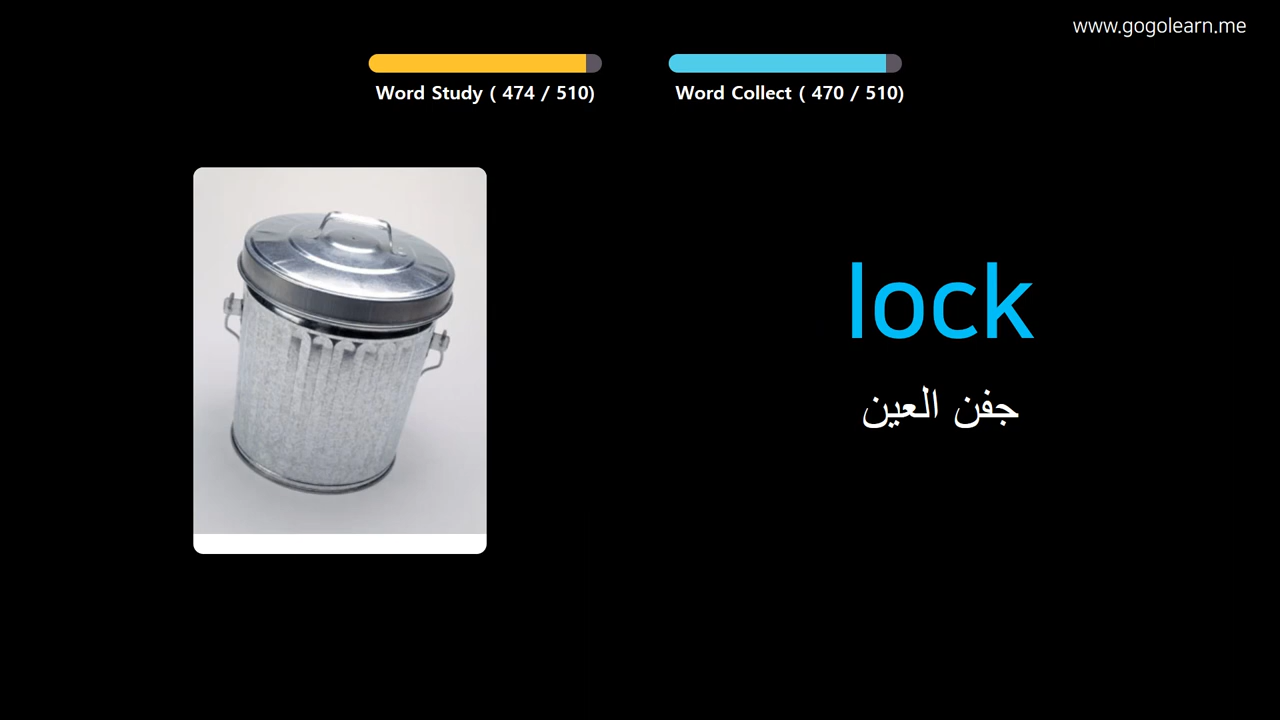 www.gogolearn.me
Word Study ( 474 / 510)
Word Collect ( 470 / 510)
lock
جفن العين